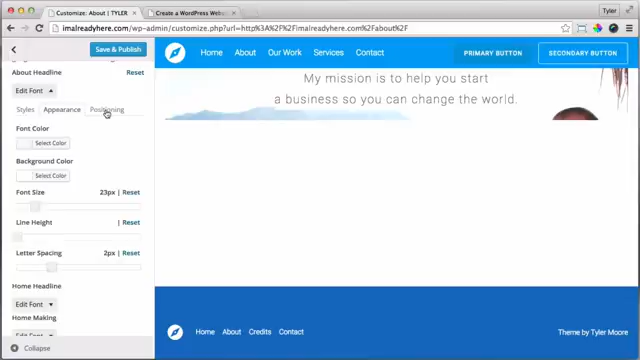 Customize: About | TYLER
Create a WordPress Websit
Tyler
imalreadyhere.com/wp-admin/customize.php?url=http%3A%2F%2Fimalreadyhere.com%2Fabout%2F
Save & Publish
Home About Our Work Services Contact PRIMARY BUTTON SECONDARY BUTTON
About Headline Reset
Edit Font
Styles Appearance Positioning
Font Color
Select Color
Background Color
Select Color
Font Size 23px | Reset
Line Height | Reset
Letter Spacing 2px | Reset
Home Headline
Edit Font
Home Making
Edit Font
Collapse
My mission is to help you start
a business so you can change the world.
Home About Credits Contact Theme by Tyler Moore